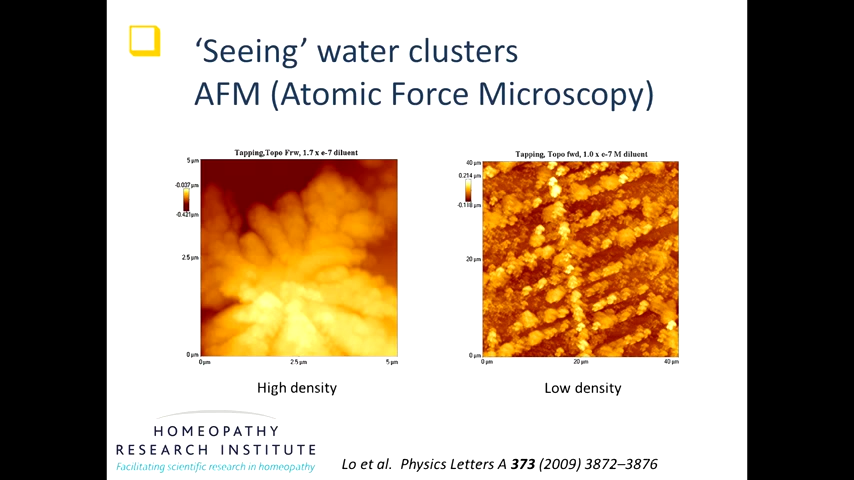 ‘Seeing’ water clusters
AFM (Atomic Force Microscopy)
Tapping,Topo Frw, 1.7 x e-7 diluent
5 µm
-0.037µm
-0.421µm
2.5 µm
0 µm
0 µm
2.5 µm
5 µm
Tapping, Topo fwd, 1.0 x e-7 M diluent
40 µm
0.214 µm
-0.118 µm
20 µm
0 µm
0 µm
20 µm
40 µm
High density
Low density
HOMEOPATHY
RESEARCH INSTITUTE
Facilitating scientific research in homeopathy
Lo et al. Physics Letters A 373 (2009) 3872–3876